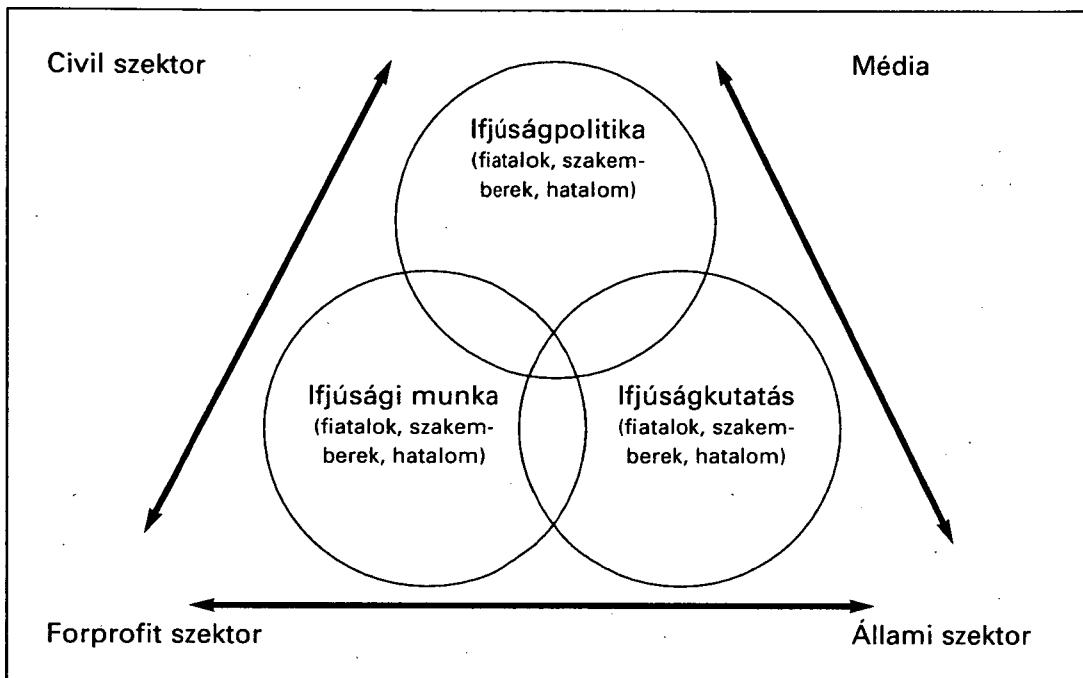 Civil szektor
Média
Ifjúságpolitika
(fiatalok, szakem-
berek, hatalom)
Ifjúsági munka
(fiatalok, szakem-
berek, hatalom)
Ifjúságkutatás
(fiatalok, szakem-
berek, hatalom)
Forprofit szektor
Állami szektor